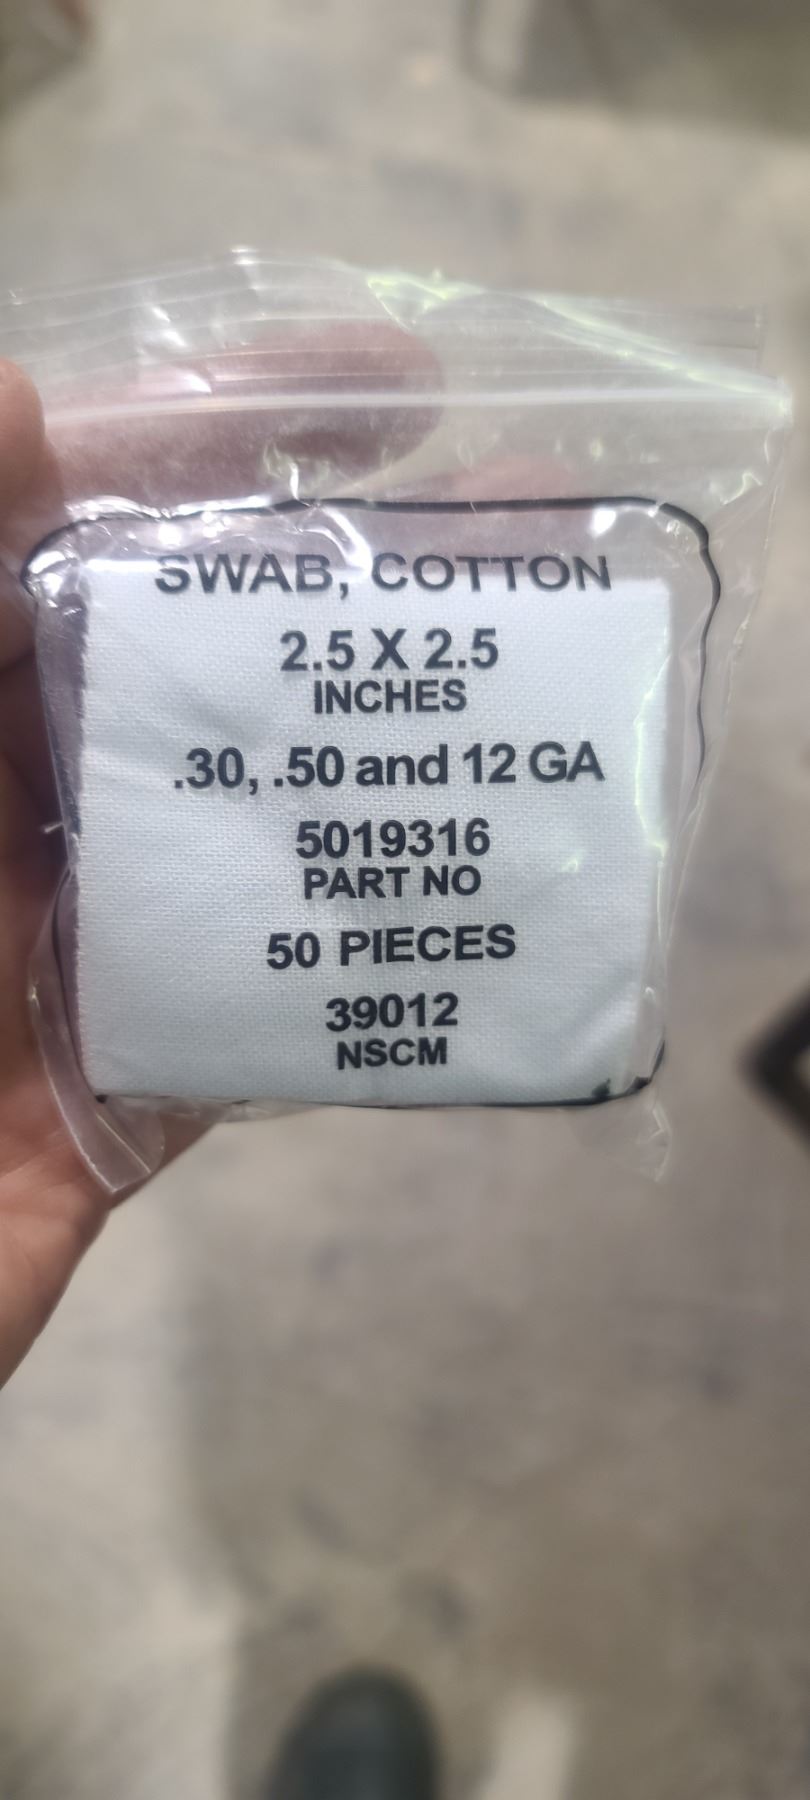 SWAB, COTTON
2.5 X 2.5
INCHES
.30, .50 and 12 GA
5019316
PART NO
50 PIECES
39012
NSCM